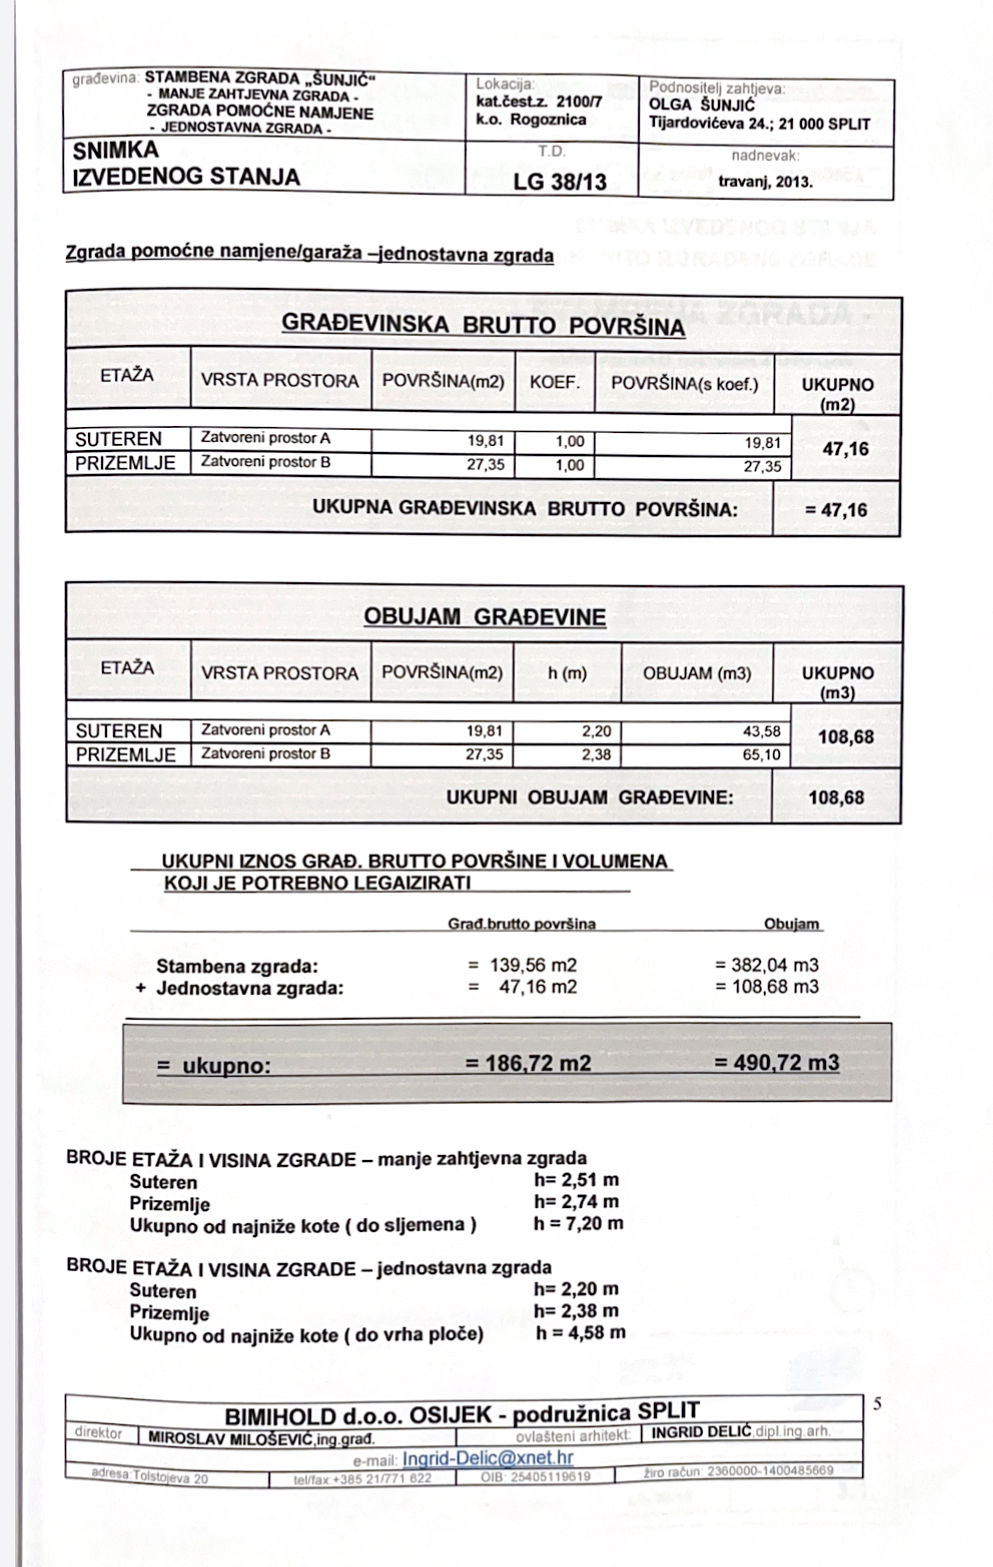 građevina: STAMBENA ZGRADA „ŠUNJIĆ“
- MANJE ZAHTJEVNA ZGRADA -
ZGRADA POMOĆNE NAMJENE
- JEDNOSTAVNA ZGRADA -
Lokacija:
kat.čest.z. 2100/7
k.o. Rogoznica
Podnositelj zahtjeva:
OLGA ŠUNJIĆ
Tijardovićeva 24.; 21 000 SPLIT
SNIMKA
IZVEDENOG STANJA
T.D.
LG 38/13
nadnevak:
travanj, 2013.
Zgrada pomoćne namjene/garaža –jednostavna zgrada
GRAĐEVINSKA BRUTTO POVRŠINA
ETAŽA VRSTA PROSTORA POVRŠINA(m2) KOEF. POVRŠINA(s koef.) UKUPNO
(m2)
SUTEREN Zatvoreni prostor A 19,81 1,00 19,81
47,16
PRIZEMLJE Zatvoreni prostor B 27,35 1,00 27,35
UKUPNA GRAĐEVINSKA BRUTTO POVRŠINA: = 47,16
OBUJAM GRAĐEVINE
ETAŽA VRSTA PROSTORA POVRŠINA(m2) h (m) OBUJAM (m3) UKUPNO
(m3)
SUTEREN Zatvoreni prostor A 19,81 2,20 43,58
108,68
PRIZEMLJE Zatvoreni prostor B 27,35 2,38 65,10
UKUPNI OBUJAM GRAĐEVINE: 108,68
UKUPNI IZNOS GRAĐ. BRUTTO POVRŠINE I VOLUMENA
KOJI JE POTREBNO LEGAIZIRATI
Građ.brutto površina Obujam
Stambena zgrada: = 139,56 m2 = 382,04 m3
+ Jednostavna zgrada: = 47,16 m2 = 108,68 m3
= ukupno: = 186,72 m2 = 490,72 m3
BROJE ETAŽA I VISINA ZGRADE – manje zahtjevna zgrada
Suteren h= 2,51 m
Prizemlje h= 2,74 m
Ukupno od najniže kote ( do sljemena ) h = 7,20 m
BROJE ETAŽA I VISINA ZGRADE – jednostavna zgrada
Suteren h= 2,20 m
Prizemlje h= 2,38 m
Ukupno od najniže kote ( do vrha ploče) h = 4,58 m
5
BIMIHOLD d.o.o. OSIJEK - podružnica SPLIT
direktor MIROSLAV MILOŠEVIĆ,ing.građ. ovlašteni arhitekt: INGRID DELIĆ,dipl.ing.arh.
e-mail: Ingrid-Delic@xnet.hr
adresa:Tolstojeva 20 tel/fax +385 21/771 622 OIB: 25405119619 žiro račun: 2360000-1400485669